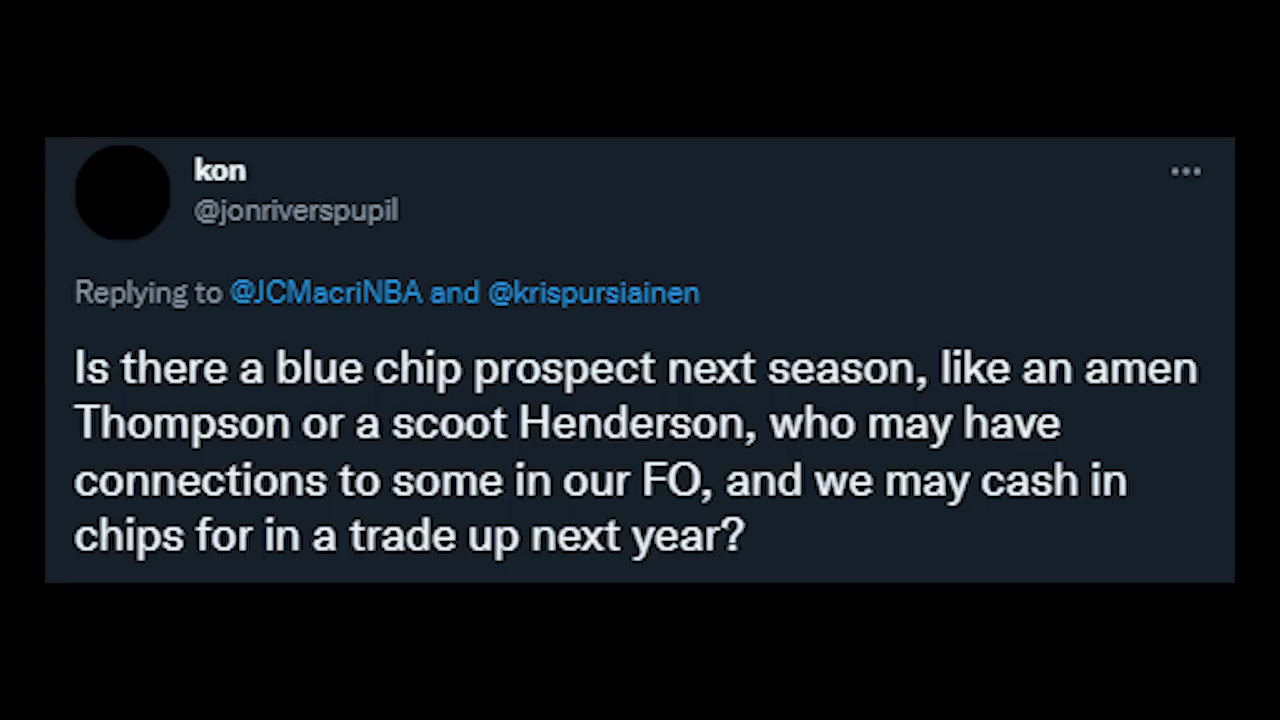 kon
@jonriverspupil
Replying to @JCMacriNBA and @krispursiainen
Is there a blue chip prospect next season, like an amen
Thompson or a scoot Henderson, who may have
connections to some in our FO, and we may cash in
chips for in a trade up next year?